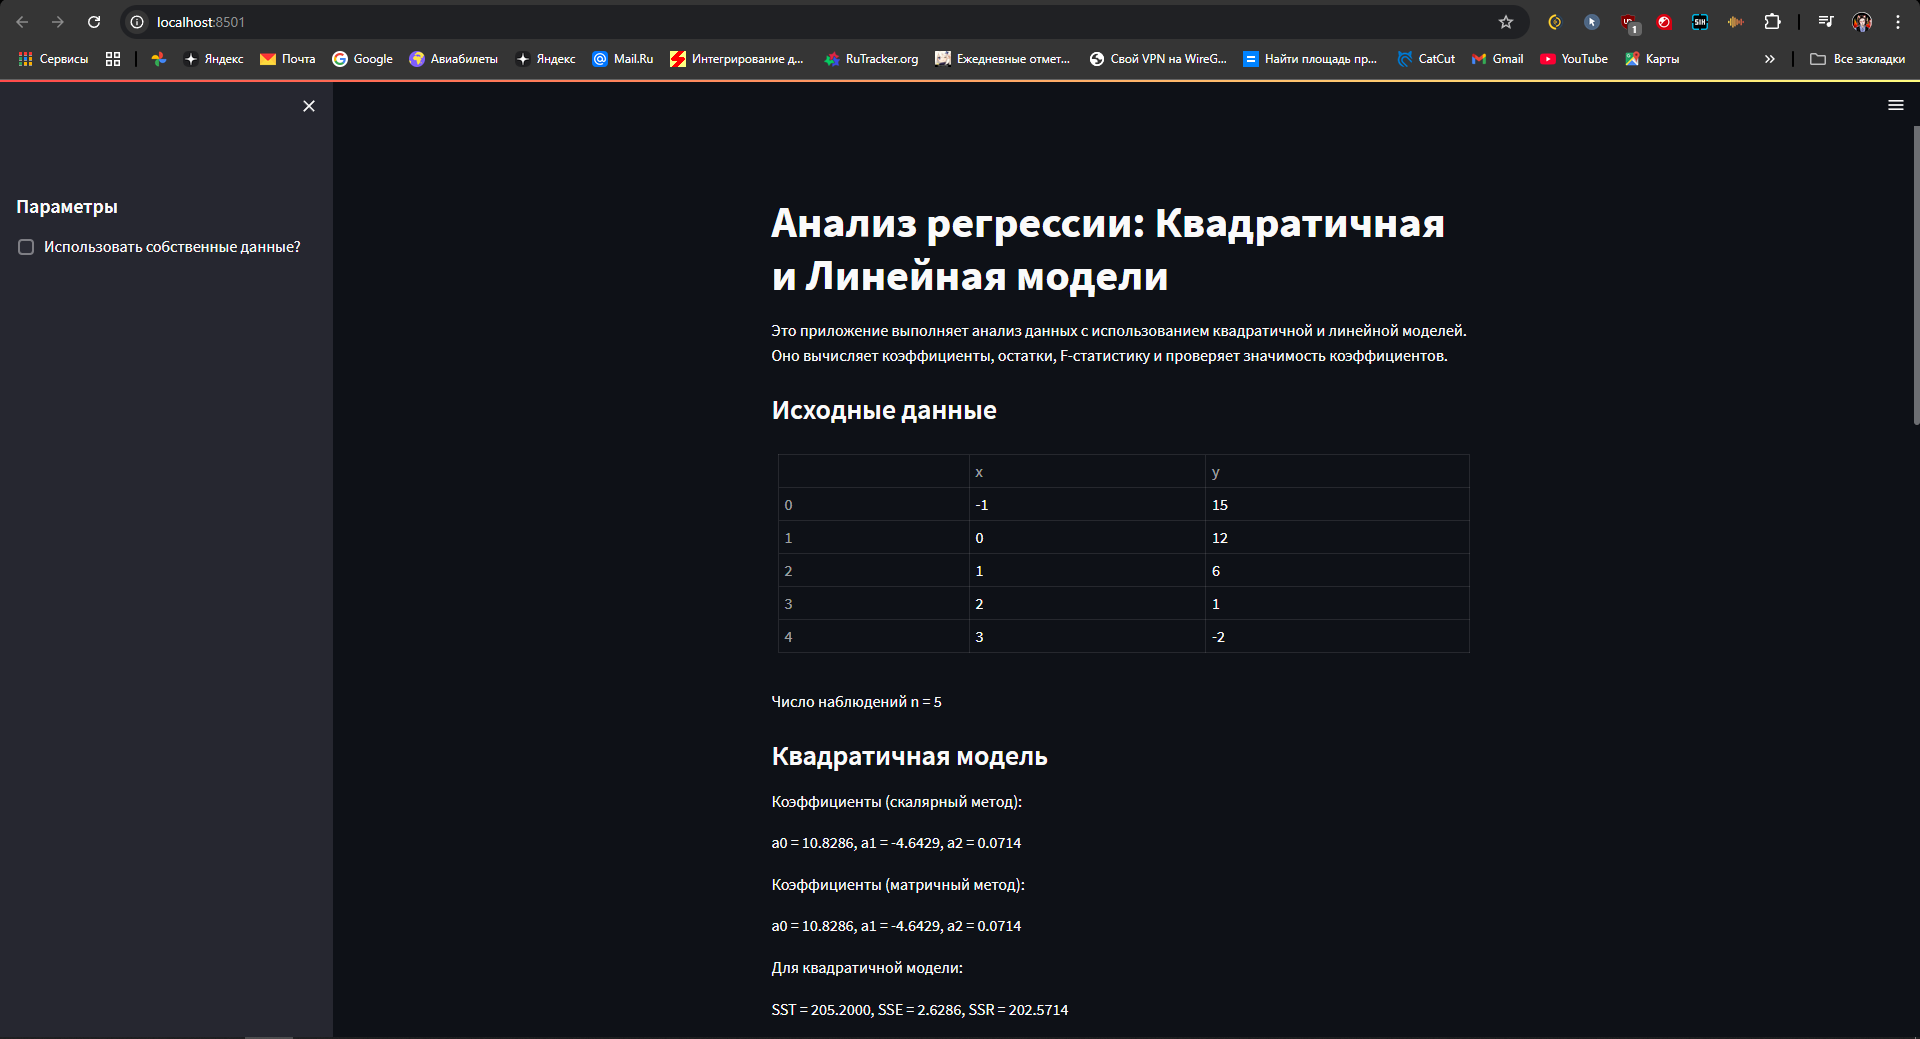 localhost:8501
1
Сервисы
Яндекс
Почта
Google
Авиабилеты
Яндекс
Mail.Ru
Интегрирование д...
RuTracker.org
Ежедневные отмет...
Свой VPN на WireG...
Найти площадь пр...
CatCut
Gmail
YouTube
Карты
Все закладки
Параметры
Использовать собственные данные?
Анализ регрессии: Квадратичная
и Линейная модели
Это приложение выполняет анализ данных с использованием квадратичной и линейной моделей.
Оно вычисляет коэффициенты, остатки, F-статистику и проверяет значимость коэффициентов.
Исходные данные
x y
0 -1 15
1 0 12
2 1 6
3 2 1
4 3 -2
Число наблюдений n = 5
Квадратичная модель
Коэффициенты (скалярный метод):
a0 = 10.8286, a1 = -4.6429, a2 = 0.0714
Коэффициенты (матричный метод):
a0 = 10.8286, a1 = -4.6429, a2 = 0.0714
Для квадратичной модели:
SST = 205.2000, SSE = 2.6286, SSR = 202.5714